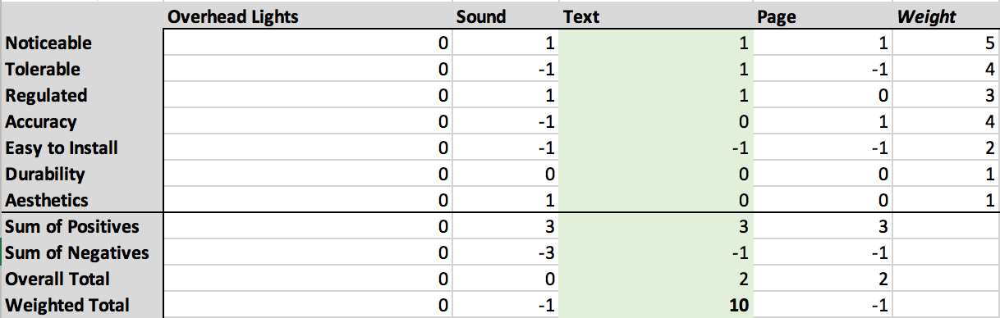 Overhead Lights Sound Text Page Weight
Noticeable 0 1 1 1 5
Tolerable 0 -1 1 -1 4
Regulated 0 1 1 0 3
Accuracy 0 -1 0 1 4
Easy to Install 0 -1 -1 -1 2
Durability 0 0 0 0 1
Aesthetics 0 1 0 0 1
Sum of Positives 0 3 3 3
Sum of Negatives 0 -3 -1 -1
Overall Total 0 0 2 2
Weighted Total 0 -1 10 -1